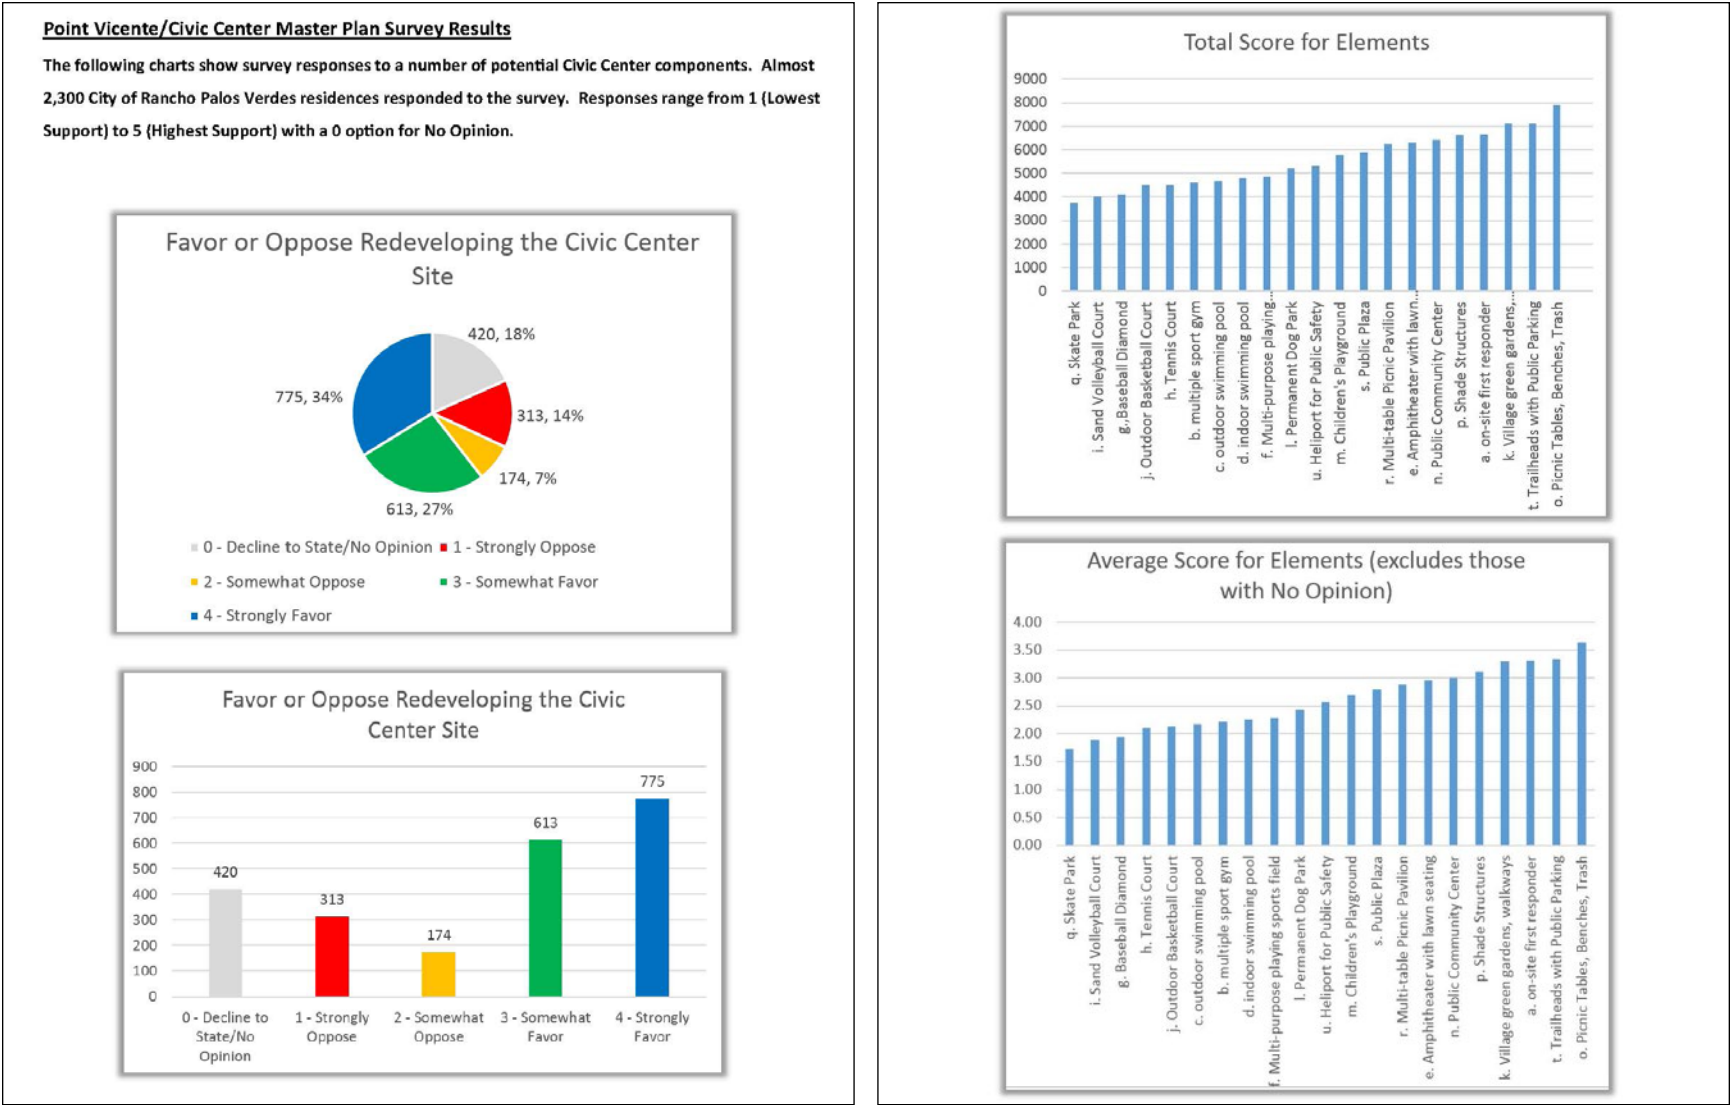 Point Vicente/Civic Center Master Plan Survey Results
The following charts show survey responses to a number of potential Civic Center components. Almost
2,300 City of Rancho Palos Verdes residences responded to the survey. Responses range from 1 (Lowest
Support) to 5 (Highest Support) with a 0 option for No Opinion.
Favor or Oppose Redeveloping the Civic Center
Site
420, 18%
313, 14%
174, 7%
613, 27%
775, 34%
0 - Decline to State/No Opinion
1 - Strongly Oppose
2 - Somewhat Oppose
3 - Somewhat Favor
4 - Strongly Favor
Favor or Oppose Redeveloping the Civic
Center Site
900
800
700
600
500
400
300
200
100
0
420
313
174
613
775
0 - Decline to
State/No
Opinion
1 - Strongly
Oppose
2 - Somewhat
Oppose
3 - Somewhat
Favor
4 - Strongly
Favor
Total Score for Elements
9000
8000
7000
6000
5000
4000
3000
2000
1000
0
q. Skate Park
i. Sand Volleyball Court
g,.Baseball Diamond
j. Outdoor Basketball Court
h. Tennis Court
b. multiple sport gym
c. outdoor swimming pool
d. indoor swimming pool
f. Multi-purpose playing...
l. Permanent Dog Park
u. Heliport for Public Safety
m. Children's Playground
s. Public Plaza
r. Multi-table Picnic Pavilion
e. Amphitheater with lawn...
n. Public Community Center
p. Shade Structures
a. on-site first responder
k. Village green gardens,...
t. Trailheads with Public Parking
o. Picnic Tables, Benches, Trash
Average Score for Elements (excludes those
with No Opinion)
4.00
3.50
3.00
2.50
2.00
1.50
1.00
0.50
0.00
q. Skate Park
i. Sand Volleyball Court
g. Baseball Diamond
h. Tennis Court
j. Outdoor Basketball Court
c. outdoor swimming pool
b. multiple sport gym
d. indoor swimming pool
f. Multi-purpose playing sports field
l. Permanent Dog Park
u. Heliport for Public Safety
m. Children's Playground
s. Public Plaza
r. Multi-table Picnic Pavilion
e. Amphitheater with lawn seating
n. Public Community Center
p. Shade Structures
k. Village green gardens, walkways
a. on-site first responder
t. Trailheads with Public Parking
o. Picnic Tables, Benches, Trash